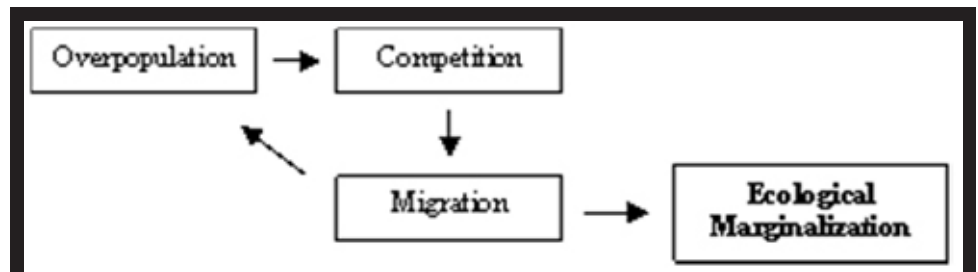 Overpopulation
Competition
Migration
Ecological
Marginalization